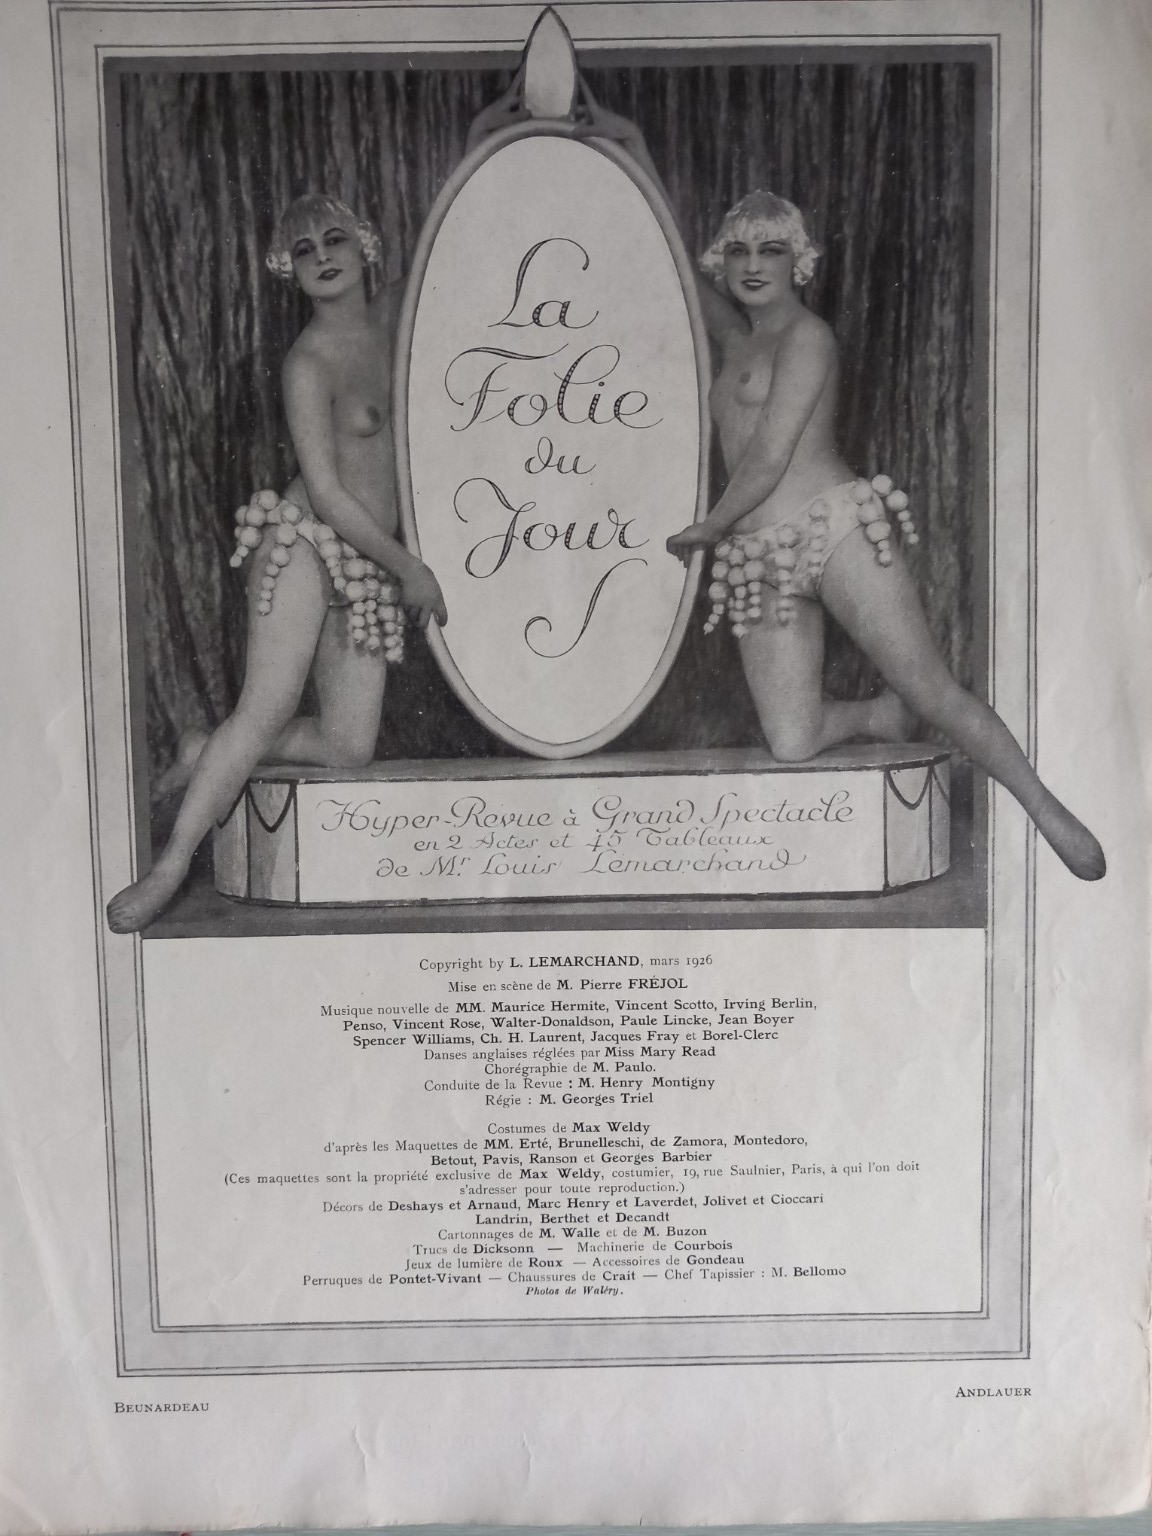 La
Folie
du
Jour
Hyper-Revue à Grand Spectacle
en 2 Actes et 45 Tableaux
de Mr. Louis Lemarchand
Copyright by L. LEMARCHAND, mars 1926
Mise en scène de M. Pierre FRÉJOL
Musique nouvelle de MM. Maurice Hermite, Vincent Scotto, Irving Berlin,
Penso, Vincent Rose, Walter-Donaldson, Paule Lincke, Jean Boyer
Spencer Williams, Ch. H. Laurent, Jacques Fray et Borel-Clerc
Danses anglaises réglées par Miss Mary Read
Chorégraphie de M. Paulo.
Conduite de la Revue : M. Henry Montigny
Régie : M. Georges Triel
Costumes de Max Weldy
d'après les Maquettes de MM. Erté, Brunelleschi, de Zamora, Montedoro,
Betout, Pavis, Ranson et Georges Barbier
(Ces maquettes sont la propriété exclusive de Max Weldy, costumier, 19, rue Saulnier, Paris, à qui l'on doit
s'adresser pour toute reproduction.)
Décors de Deshays et Arnaud, Marc Henry et Laverdet, Jolivet et Cioccari
Landrin, Berthet et Decandt
Cartonnages de M. Walle et de M. Buzon
Trucs de Dicksonn — Machinerie de Courbois
Jeux de lumière de Roux — Accessoires de Gondeau
Perruques de Pontet-Vivant — Chaussures de Crait — Chef Tapissier : M. Bellomo
Photos de Waléry.
BEUNARDEAU
ANDLAUER